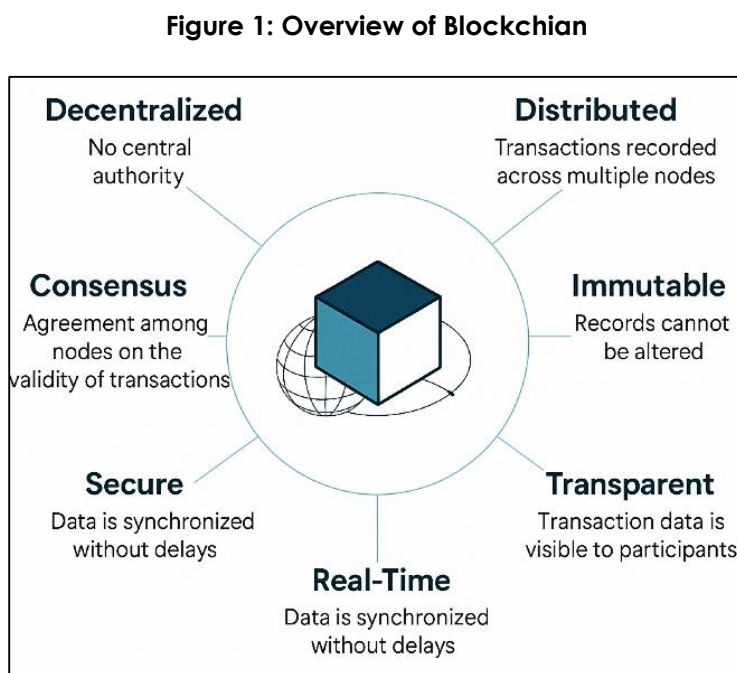 Figure 1: Overview of Blockchian
Decentralized
No central
authority
Distributed
Transactions recorded
across multiple nodes
Consensus
Agreement among
nodes on the
validity of transactions
Immutable
Records cannot
be altered
Secure
Data is synchronized
without delays
Transparent
Transaction data is
visible to participants
Real-Time
Data is synchronized
without delays